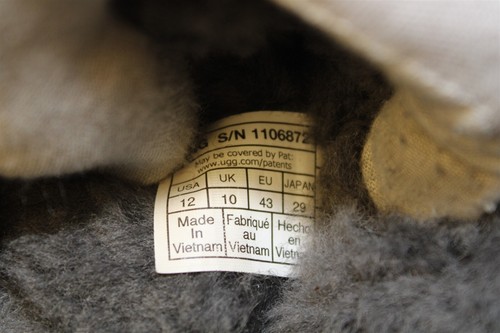 G S/N 1106872
May be covered by Pat:
www.ugg.com/patents
USA UK EU JAPAN
12 10 43 29
Made Fabriqué Hecho
In au en
Vietnam Vietnam Vietn